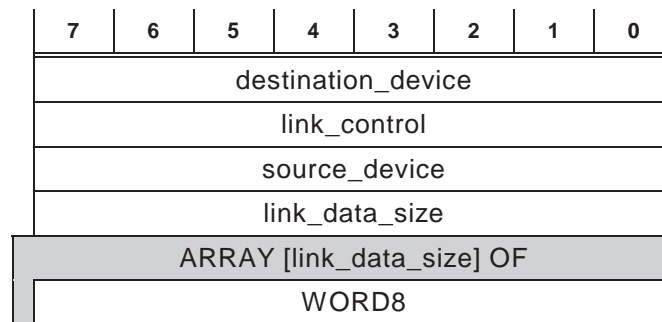 7 6 5 4 3 2 1 0
destination_device
link_control
source_device
link_data_size
ARRAY [link_data_size] OF
WORD8